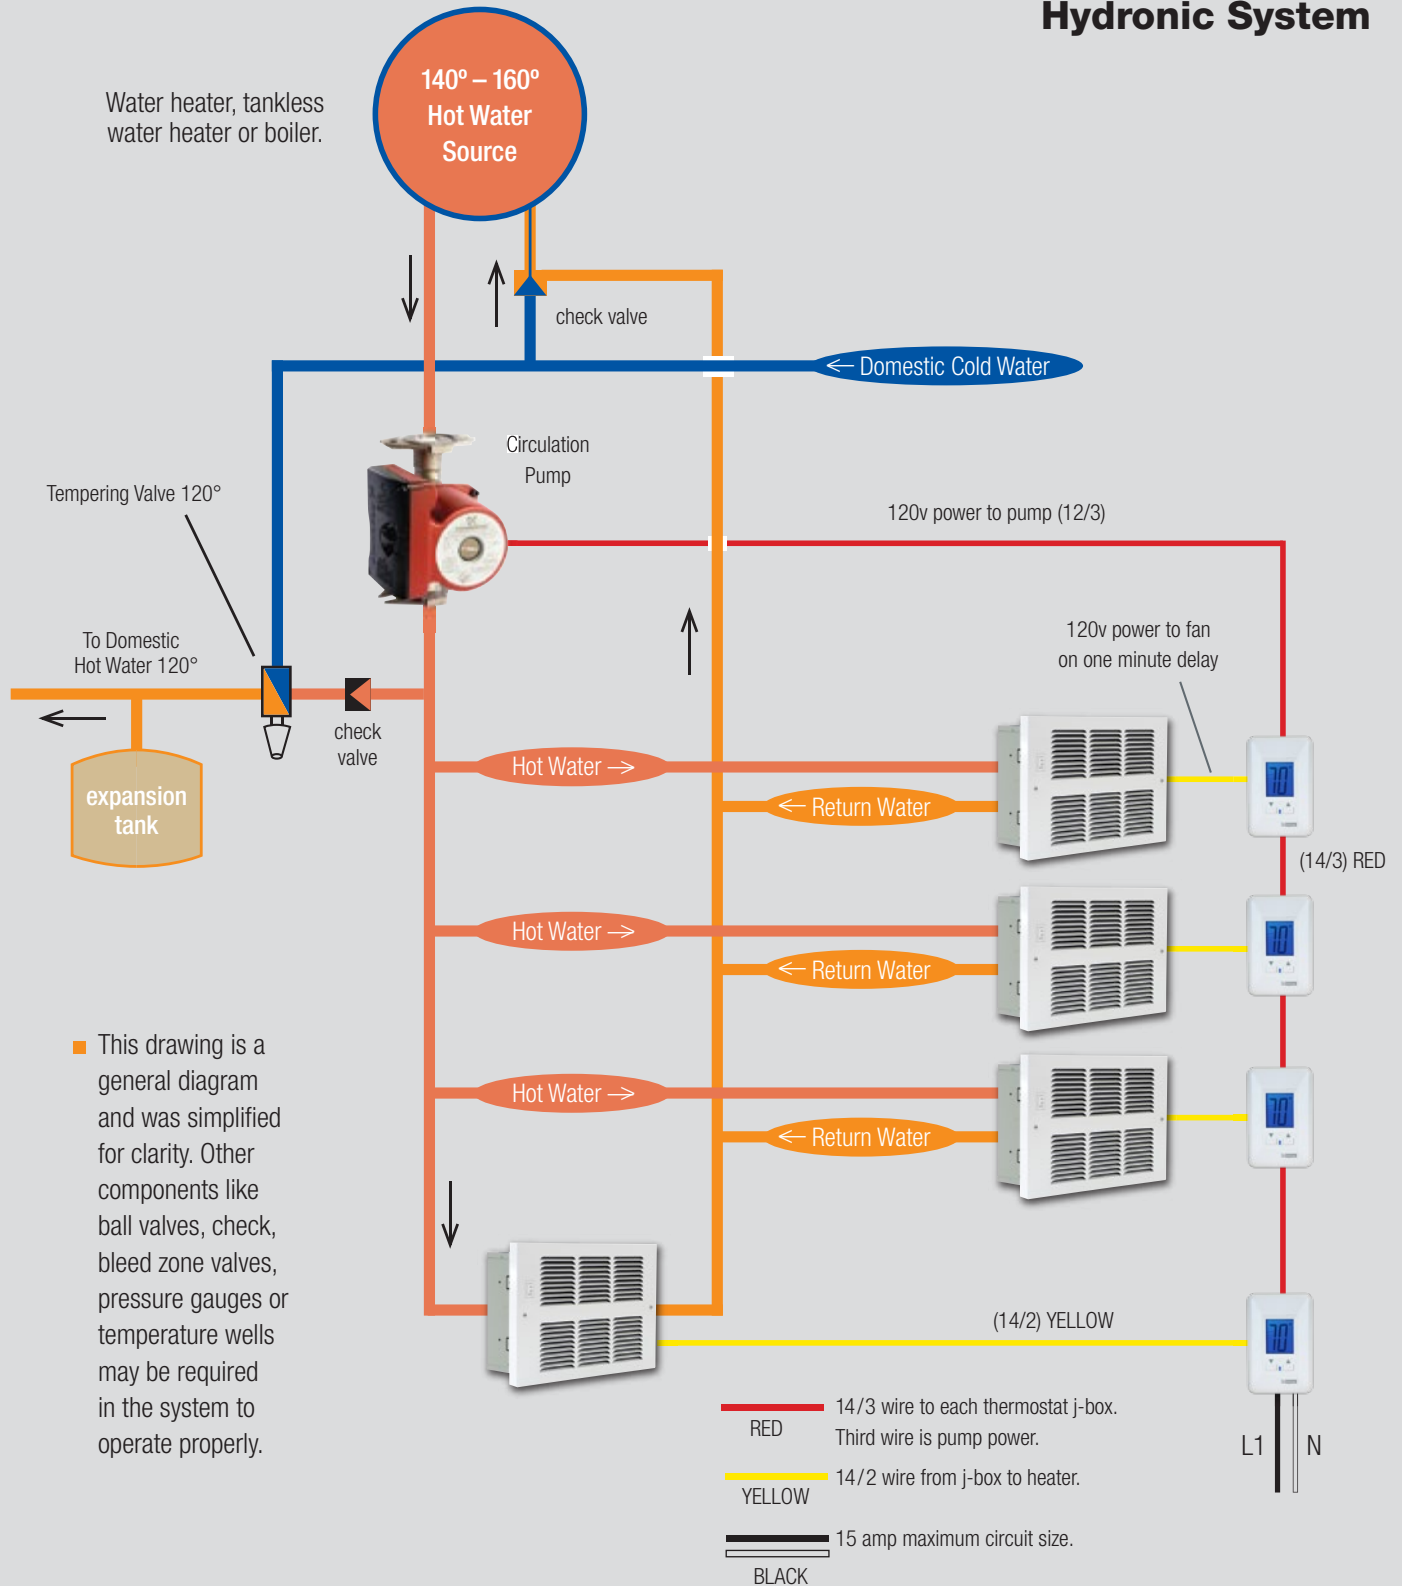 Hydronic System
Water heater, tankless
water heater or boiler.
140º – 160º
Hot Water
Source
check valve
← Domestic Cold Water
Circulation
Pump
Tempering Valve 120°
120v power to pump (12/3)
To Domestic
Hot Water 120°
120v power to fan
on one minute delay
check
valve
expansion
tank
Hot Water →
← Return Water
70°
(14/3) RED
Hot Water →
← Return Water
70°
Hot Water →
← Return Water
70°
This drawing is a
general diagram
and was simplified
for clarity. Other
components like
ball valves, check,
bleed zone valves,
pressure gauges or
temperature wells
may be required
in the system to
operate properly.
(14/2) YELLOW
70°
L1 N
RED
14/3 wire to each thermostat j-box.
Third wire is pump power.
YELLOW
14/2 wire from j-box to heater.
15 amp maximum circuit size.
BLACK